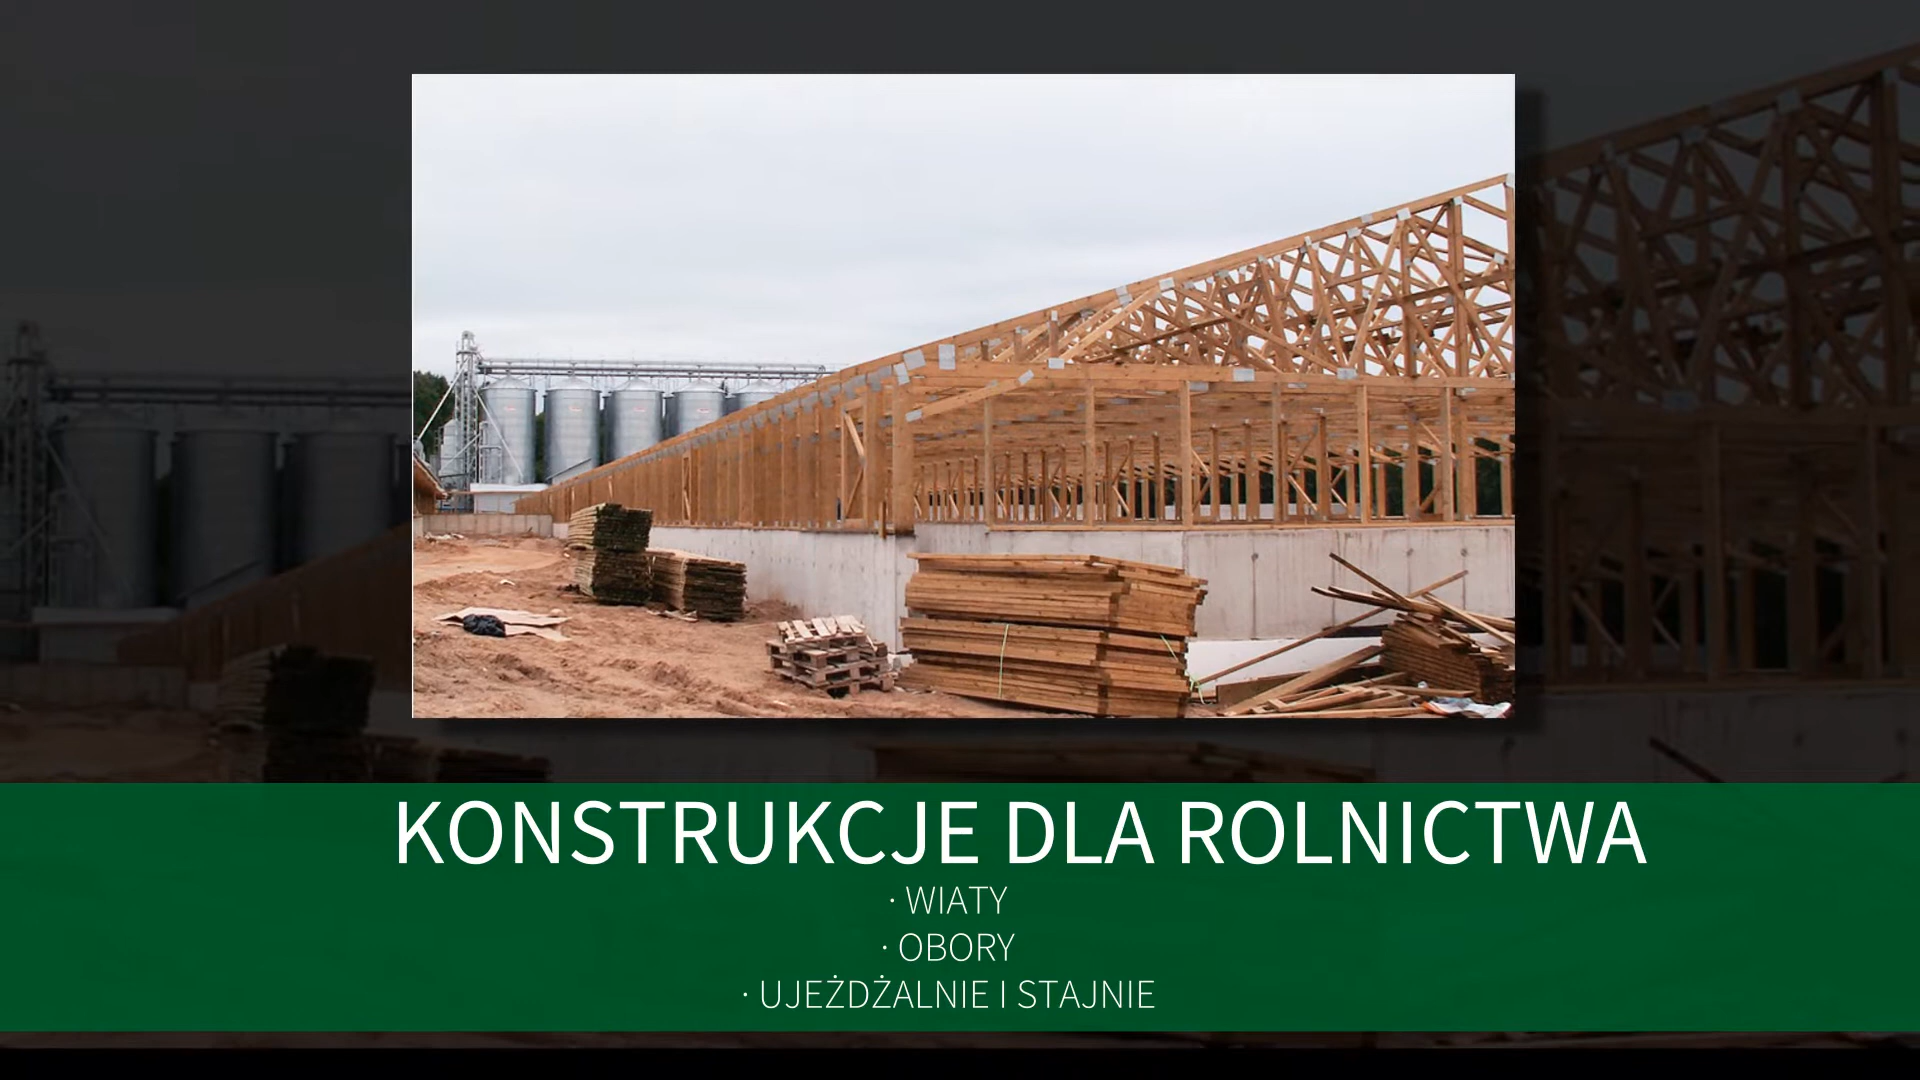 KONSTRUKCJE DLA ROLNICTWA
· WIATY
· OBORY
· UJEŻDŻALNIE I STAJNIE